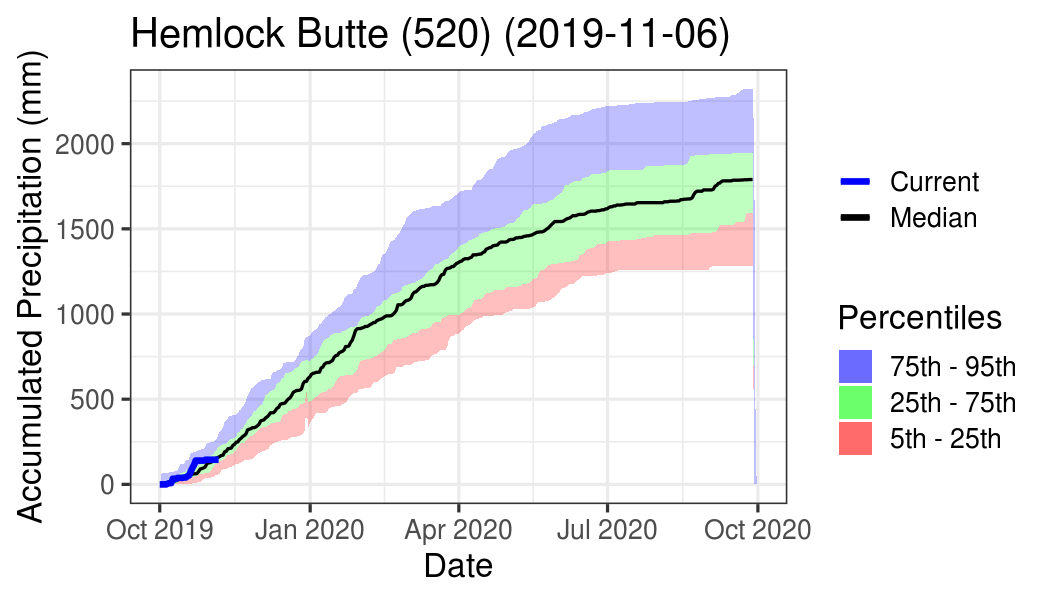 Hemlock Butte (520) (2019-11-06)
Accumulated Precipitation (mm)
2000
1500
1000
500
0
Oct 2019
Jan 2020
Apr 2020
Jul 2020
Oct 2020
Date
Current
Median
Percentiles
75th - 95th
25th - 75th
5th - 25th